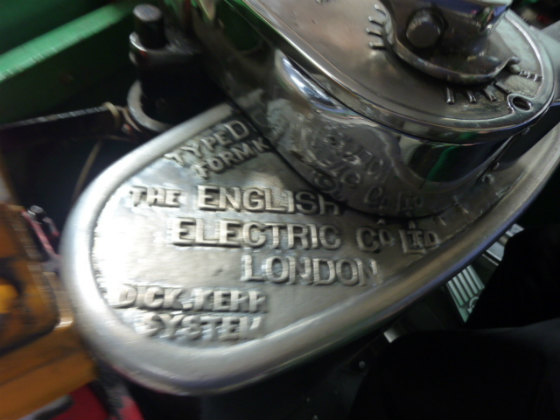 TYPE D
FORM K
THE ENGLISH
ELECTRIC CO LTD
LONDON
DICK, KERR
SYSTEM